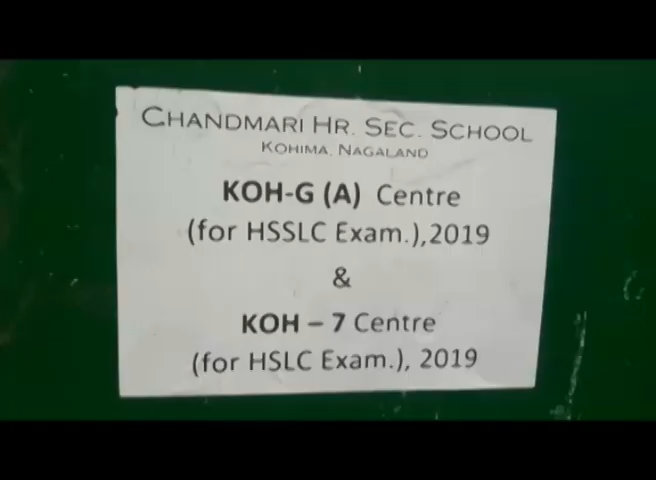 CHANDMARI HR. SEC. SCHOOL
KOHIMA, NAGALAND
KOH-G (A) Centre
(for HSSLC Exam.),2019
&
KOH – 7 Centre
(for HSLC Exam.), 2019